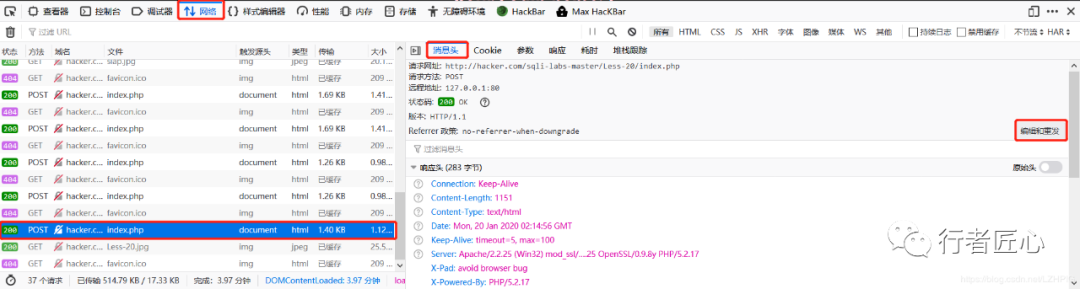 查看器 控制台 调试器 网络 样式编辑器 性能 内存 存储 无障碍环境 HackBar Max HacKBar
过滤 URL 所有 HTML CSS JS XHR 字体 图像 媒体 WS 其他 持续日志 禁用缓存 不节流 HAR
状态 方法 域名 文件 触发源头 类型 传输 大小
200 GET hacker.c... slap.jpg img jpeg 已缓存 20.1...
404 GET hacker.c... favicon.ico img html 已缓存 209 ...
200 POST hacker.c... index.php document html 1.69 KB 1.41...
404 GET hacker.c... favicon.ico img html 已缓存 209 ...
200 POST hacker.c... index.php document html 1.69 KB 1.41...
404 GET hacker.c... favicon.ico img html 已缓存 209 ...
200 POST hacker.c... index.php document html 1.26 KB 0.98...
404 GET hacker.c... favicon.ico img html 已缓存 209 ...
200 POST hacker.c... index.php document html 1.26 KB 0.98...
404 GET hacker.c... favicon.ico img html 已缓存 209 ...
200 POST hacker.c... index.php document html 1.40 KB 1.12...
200 GET hacker.c... Less-20.jpg img jpeg 已缓存 25.5...
404 GET hacker.c... favicon.ico img html 已缓存 209 ...
37 个请求 已传输 514.79 KB / 17.33 KB 完成: 3.97 分钟 DOMContentLoaded: 3.97 分钟 loa
消息头 Cookie 参数 响应 耗时 堆栈跟踪
请求网址: http://hacker.com/sqli-labs-master/Less-20/index.php
请求方法: POST
远程地址: 127.0.0.1:80
状态码: 200 OK
版本: HTTP/1.1
Referrer 政策: no-referrer-when-downgrade 编辑和重发
过滤消息头
响应头 (283 字节) 原始头
Connection: Keep-Alive
Content-Length: 1151
Content-Type: text/html
Date: Mon, 20 Jan 2020 02:14:56 GMT
Keep-Alive: timeout=5, max=100
Server: Apache/2.2.25 (Win32) mod_ssl/....25 OpenSSL/0.9.8y PHP/5.2.17
X-Pad: avoid browser bug
X-Powered-By: PHP/5.2.17
行者匠心